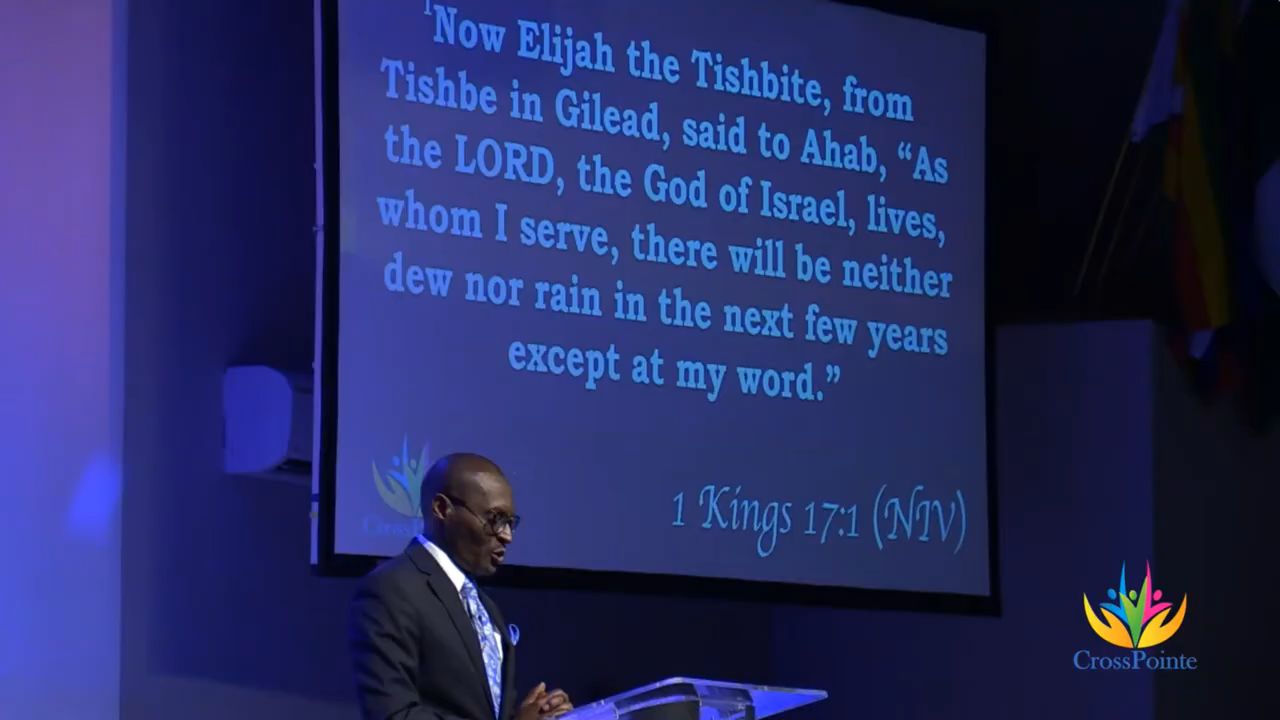 1Now Elijah the Tishbite, from
Tishbe in Gilead, said to Ahab, “As
the LORD, the God of Israel, lives,
whom I serve, there will be neither
dew nor rain in the next few years
except at my word.”
1 Kings 17:1 (NIV)
CrossPointe